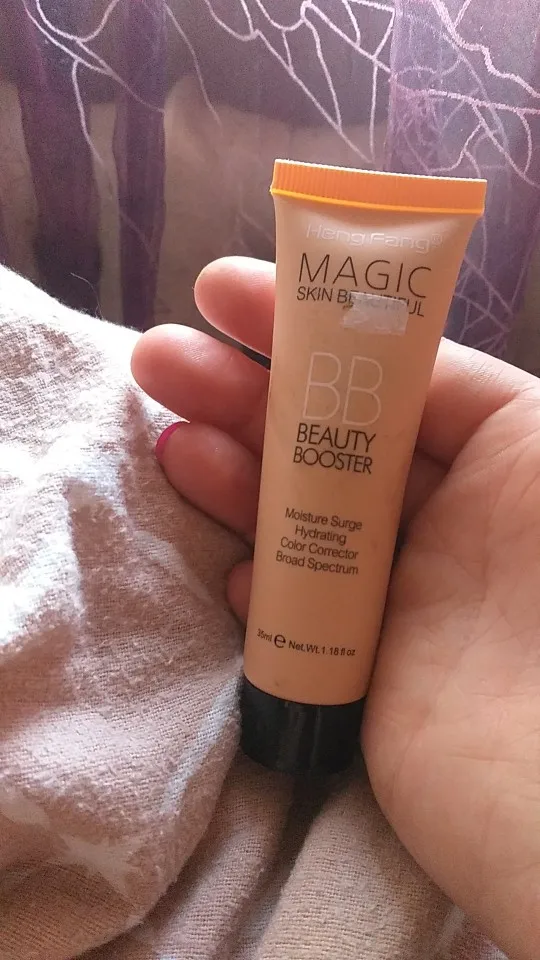 Heng Fang®
MAGIC
SKIN BEAUTIFUL
BB
BEAUTY
BOOSTER
Moisture Surge
Hydrating
Color Corrector
Broad Spectrum
35ml e Net.Wt.1.18 fl oz